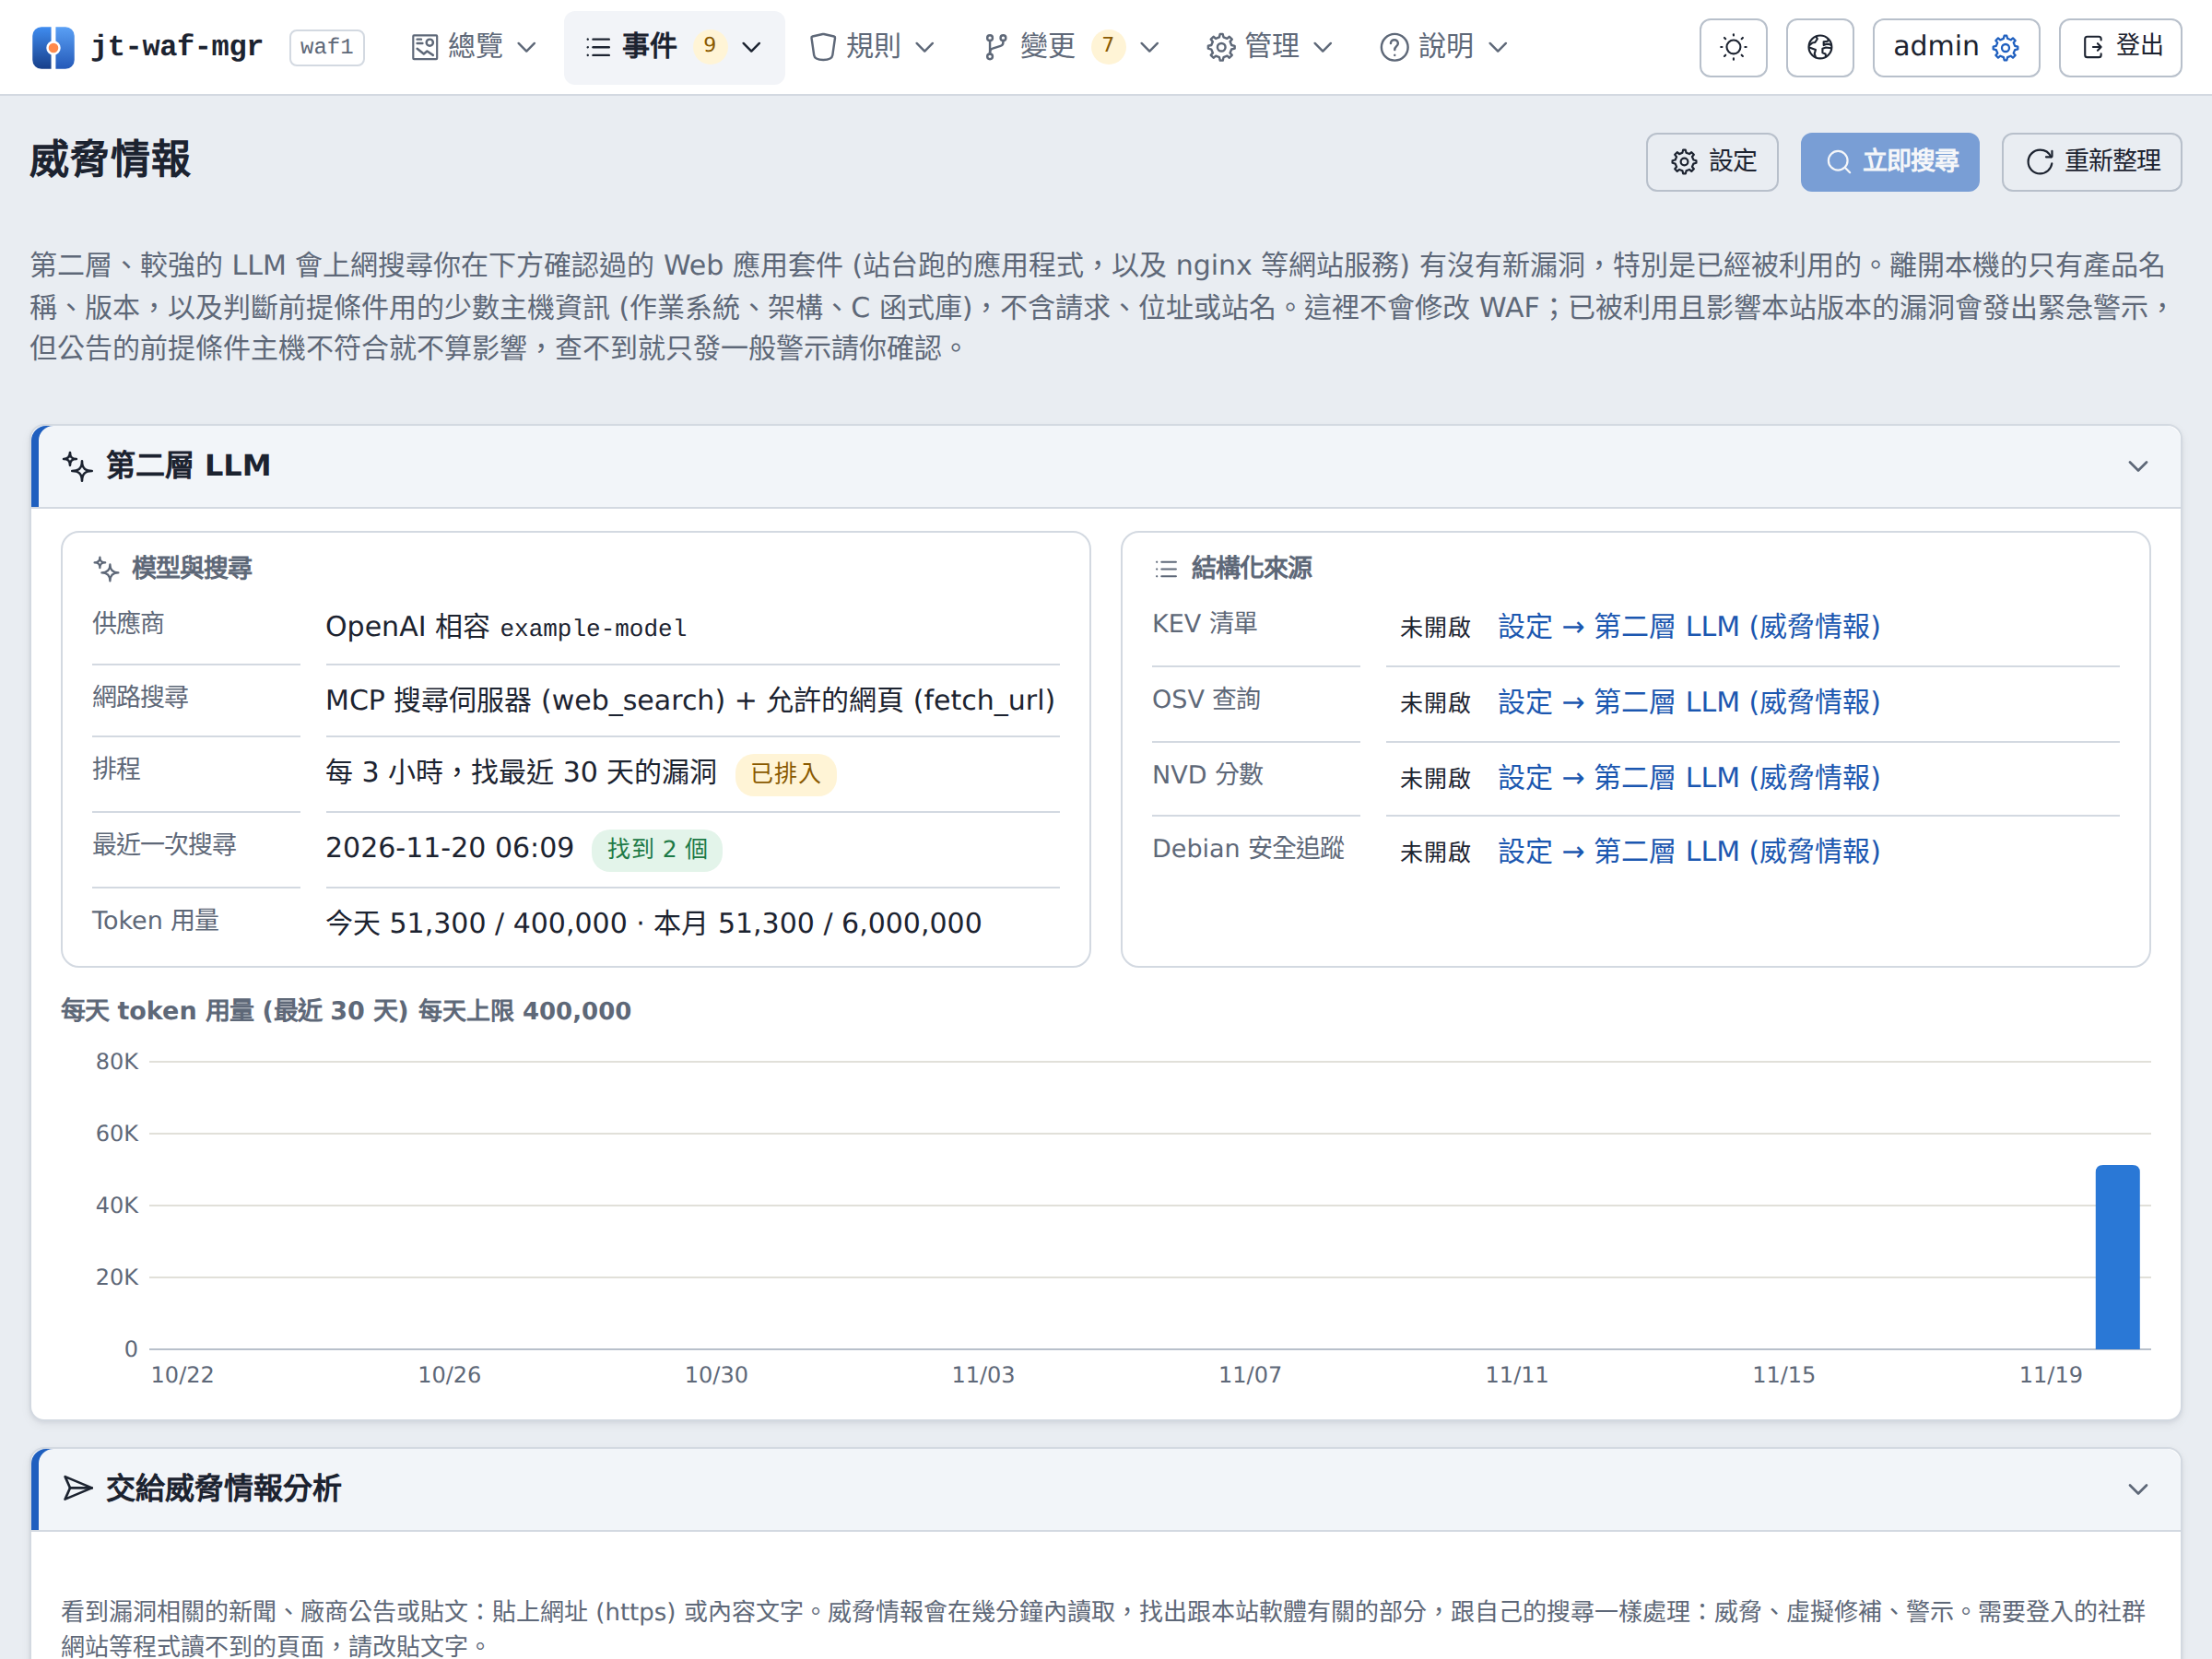 jt-waf-mgr waf1 總覽 事件 9 規則 變更 7 管理 說明 admin 登出
威脅情報 設定 立即搜尋 重新整理
第二層、較強的 LLM 會上網搜尋你在下方確認過的 Web 應用套件 (站台跑的應用程式，以及 nginx 等網站服務) 有沒有新漏洞，特別是已經被利用的。離開本機的只有產品名
稱、版本，以及判斷前提條件用的少數主機資訊 (作業系統、架構、C 函式庫)，不含請求、位址或站名。這裡不會修改 WAF；已被利用且影響本站版本的漏洞會發出緊急警示，
但公告的前提條件主機不符合就不算影響，查不到就只發一般警示請你確認。
第二層 LLM
模型與搜尋
供應商 OpenAI 相容 example-model
網路搜尋 MCP 搜尋伺服器 (web_search) + 允許的網頁 (fetch_url)
排程 每 3 小時，找最近 30 天的漏洞 已排入
最近一次搜尋 2026-11-20 06:09 找到 2 個
Token 用量 今天 51,300 / 400,000 · 本月 51,300 / 6,000,000
結構化來源
KEV 清單 未開啟 設定 → 第二層 LLM (威脅情報)
OSV 查詢 未開啟 設定 → 第二層 LLM (威脅情報)
NVD 分數 未開啟 設定 → 第二層 LLM (威脅情報)
Debian 安全追蹤 未開啟 設定 → 第二層 LLM (威脅情報)
每天 token 用量 (最近 30 天) 每天上限 400,000
80K
60K
40K
20K
0
10/22 10/26 10/30 11/03 11/07 11/11 11/15 11/19
交給威脅情報分析
看到漏洞相關的新聞、廠商公告或貼文：貼上網址 (https) 或內容文字。威脅情報會在幾分鐘內讀取，找出跟本站軟體有關的部分，跟自己的搜尋一樣處理：威脅、虛擬修補、警示。需要登入的社群
網站等程式讀不到的頁面，請改貼文字。